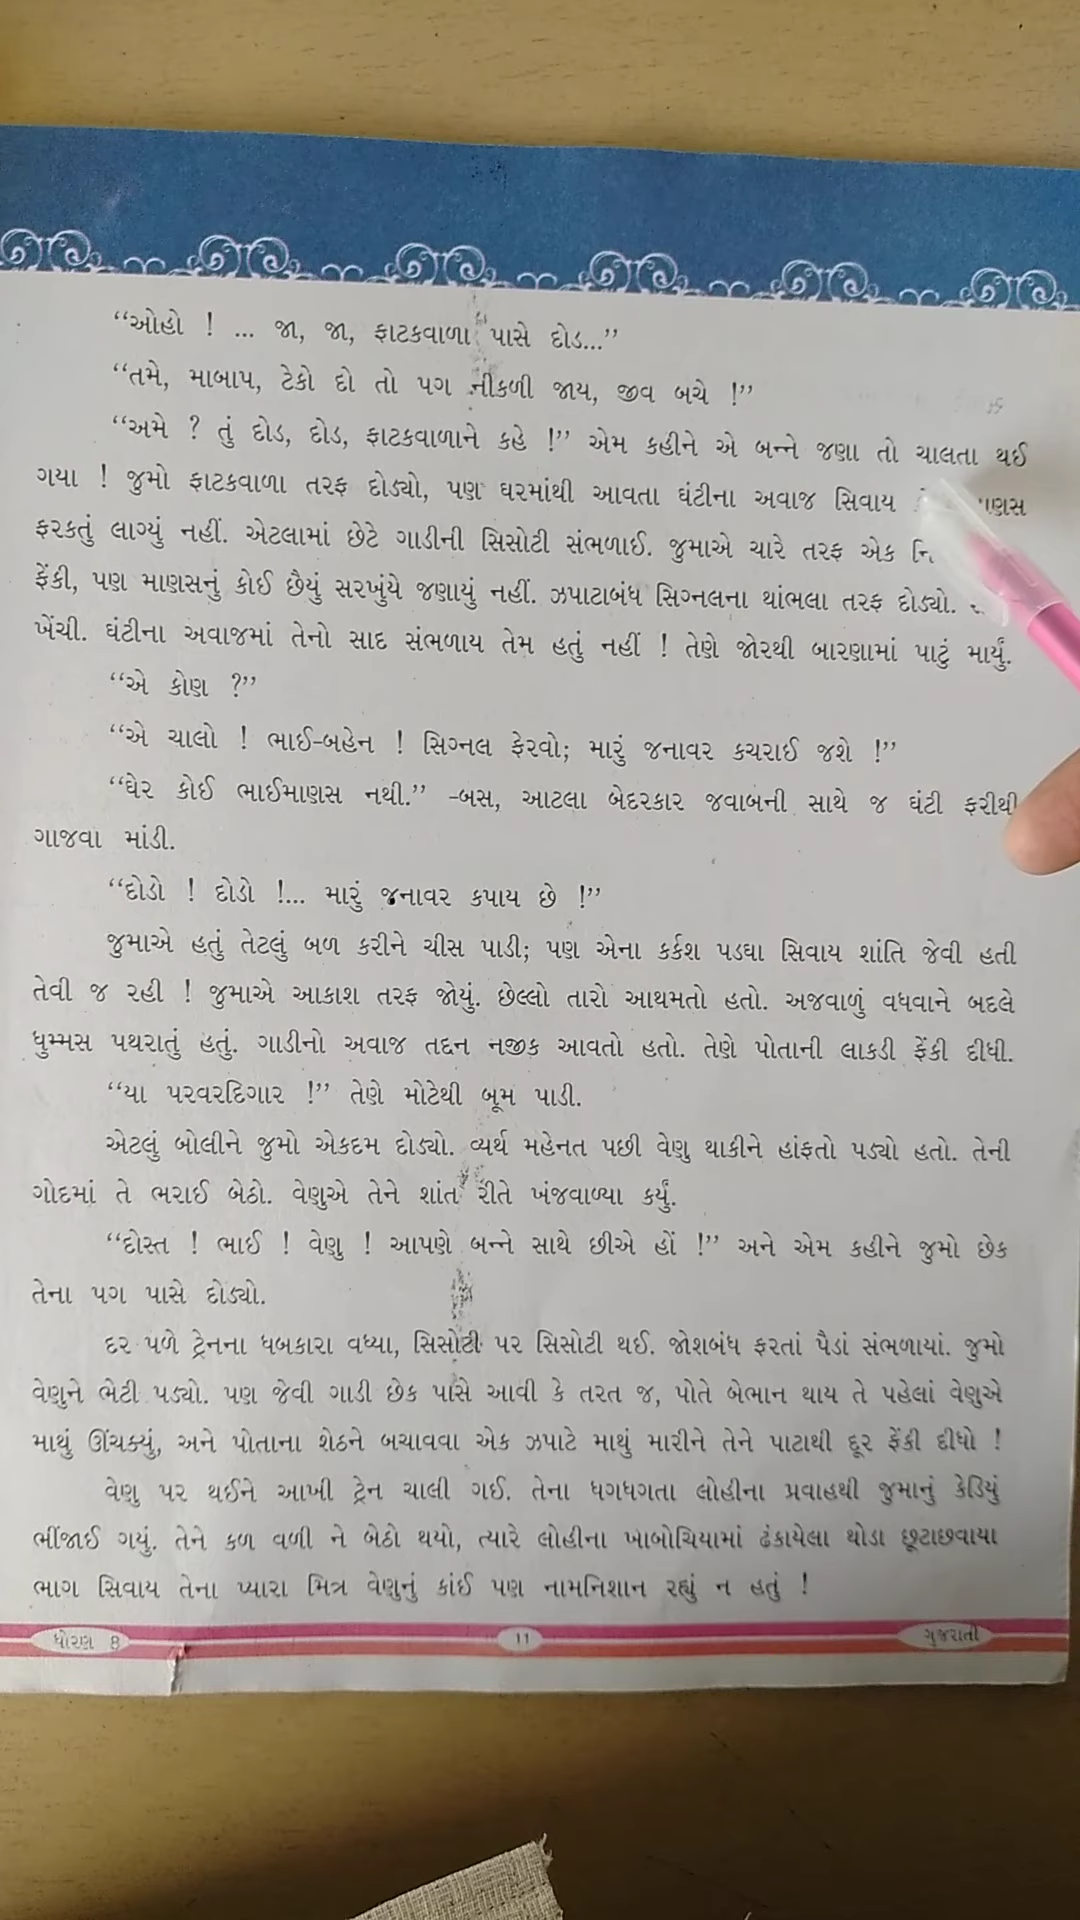 “ઓહો ! ... જા, જા, ફાટકવાળા પાસે દોડ...”
“તમે, માબાપ, ટેકો દો તો પગ નીકળી જાય, જીવ બચે !”
“અમે ? તું દોડ, દોડ, ફાટકવાળાને કહે !” એમ કહીને એ બન્ને જણા તો ચાલતા થઈ
ગયા ! જુમો ફાટકવાળા તરફ દોડ્યો, પણ ઘરમાંથી આવતા ઘંટીના અવાજ સિવાય
ફરકતું લાગ્યું નહીં. એટલામાં છેટે ગાડીની સિસોટી સંભળાઈ. જુમાએ ચારે તરફ એક
ફેંકી, પણ માણસનું કોઈ છૈયું સરખુંયે જણાયું નહીં. ઝપાટાબંધ સિગ્નલના થાંભલા તરફ દોડ્યો.
ખેંચી. ઘંટીના અવાજમાં તેનો સાદ સંભળાય તેમ હતું નહીં ! તેણે જોરથી બારણામાં પાટું માર્યું.
“એ કોણ ?”
“એ ચાલો ! ભાઈ-બહેન ! સિગ્નલ ફેરવો; મારું જનાવર કચરાઈ જશે !”
“ઘેર કોઈ ભાઈમાણસ નથી.” -બસ, આટલા બેદરકાર જવાબની સાથે જ ઘંટી ફરીથી
ગાજવા માંડી.
“દોડો ! દોડો !... મારું જનાવર કપાય છે !”
જુમાએ હતું તેટલું બળ કરીને ચીસ પાડી; પણ એના કર્કશ પડઘા સિવાય શાંતિ જેવી હતી
તેવી જ રહી ! જુમાએ આકાશ તરફ જોયું. છેલ્લો તારો આથમતો હતો. અજવાળું વધવાને બદલે
ધુમ્મસ પથરાતું હતું. ગાડીનો અવાજ તદ્દન નજીક આવતો હતો. તેણે પોતાની લાકડી ફેંકી દીધી.
“યા પરવરદિગાર !” તેણે મોટેથી બૂમ પાડી.
એટલું બોલીને જુમો એકદમ દોડ્યો. વ્યર્થ મહેનત પછી વેણુ થાકીને હાંફતો પડ્યો હતો. તેની
ગોદમાં તે ભરાઈ બેઠો. વેણુએ તેને શાંત રીતે ખંજવાળ્યા કર્યું.
“દોસ્ત ! ભાઈ ! વેણુ ! આપણે બન્ને સાથે છીએ હોં !” અને એમ કહીને જુમો છેક
તેના પગ પાસે દોડ્યો.
દર પળે ટ્રેનના ધબકારા વધ્યા, સિસોટી પર સિસોટી થઈ. જોશબંધ ફરતાં પૈડાં સંભળાયાં. જુમો
વેણુને ભેટી પડ્યો. પણ જેવી ગાડી છેક પાસે આવી કે તરત જ, પોતે બેભાન થાય તે પહેલાં વેણુએ
માથું ઊંચક્યું, અને પોતાના શેઠને બચાવવા એક ઝપાટે માથું મારીને તેને પાટાથી દૂર ફેંકી દીધો !
વેણુ પર થઈને આખી ટ્રેન ચાલી ગઈ. તેના ધગધગતા લોહીના પ્રવાહથી જુમાનું કેડિયું
ભીંજાઈ ગયું. તેને કળ વળી ને બેઠો થયો, ત્યારે લોહીના ખાબોચિયામાં ઢંકાયેલા થોડા છૂટાછવાયા
ભાગ સિવાય તેના પ્યારા મિત્ર વેણુનું કાંઈ પણ નામનિશાન રહ્યું ન હતું !
ધોરણ 8 11 ગુજરાતી